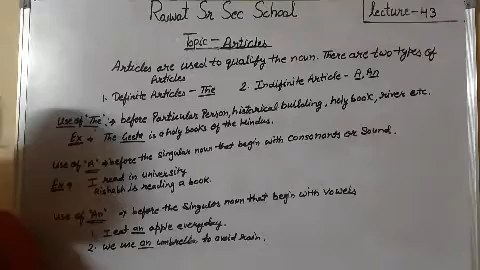 Rawat Sr Sec School
lecture-43
Topic - Articles
Articles are used to qualify the noun. There are two types of
Articles
1. Definite Articles - The 2. Indifinite Article - A, An
Use of 'The' :→ before Particular Person, historical building, holy book, river etc.
Ex → The Geeta is a holy books of the Hindus.
Use of 'A' → before the singular noun that begin with Consonants or Sound.
Ex → I read in university
Rishabh is reading a book.
Use of 'An' → before the singular noun that begin with vowels
1. I eat an apple everyday.
2. We use an umbrella to avoid rain.